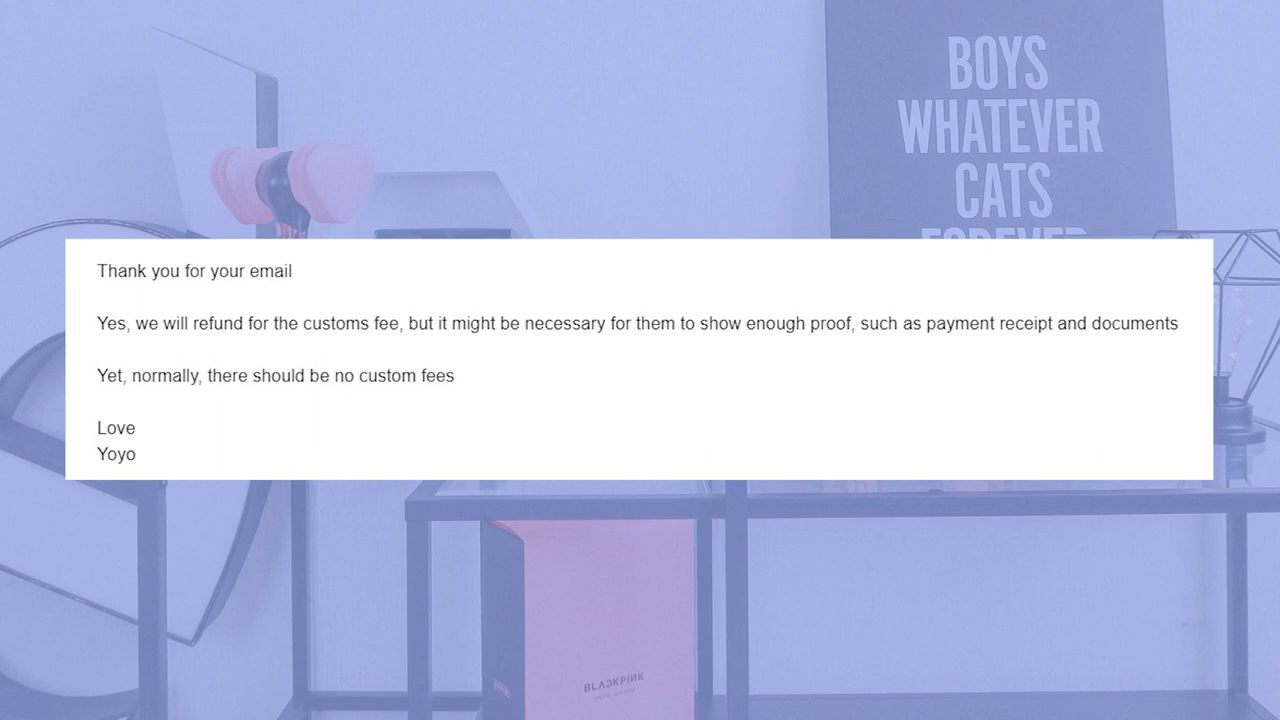 BOYS
WHATEVER
CATS
FOREVER
Thank you for your email
Yes, we will refund for the customs fee, but it might be necessary for them to show enough proof, such as payment receipt and documents
Yet, normally, there should be no custom fees
Love
Yoyo
BLACKPINK